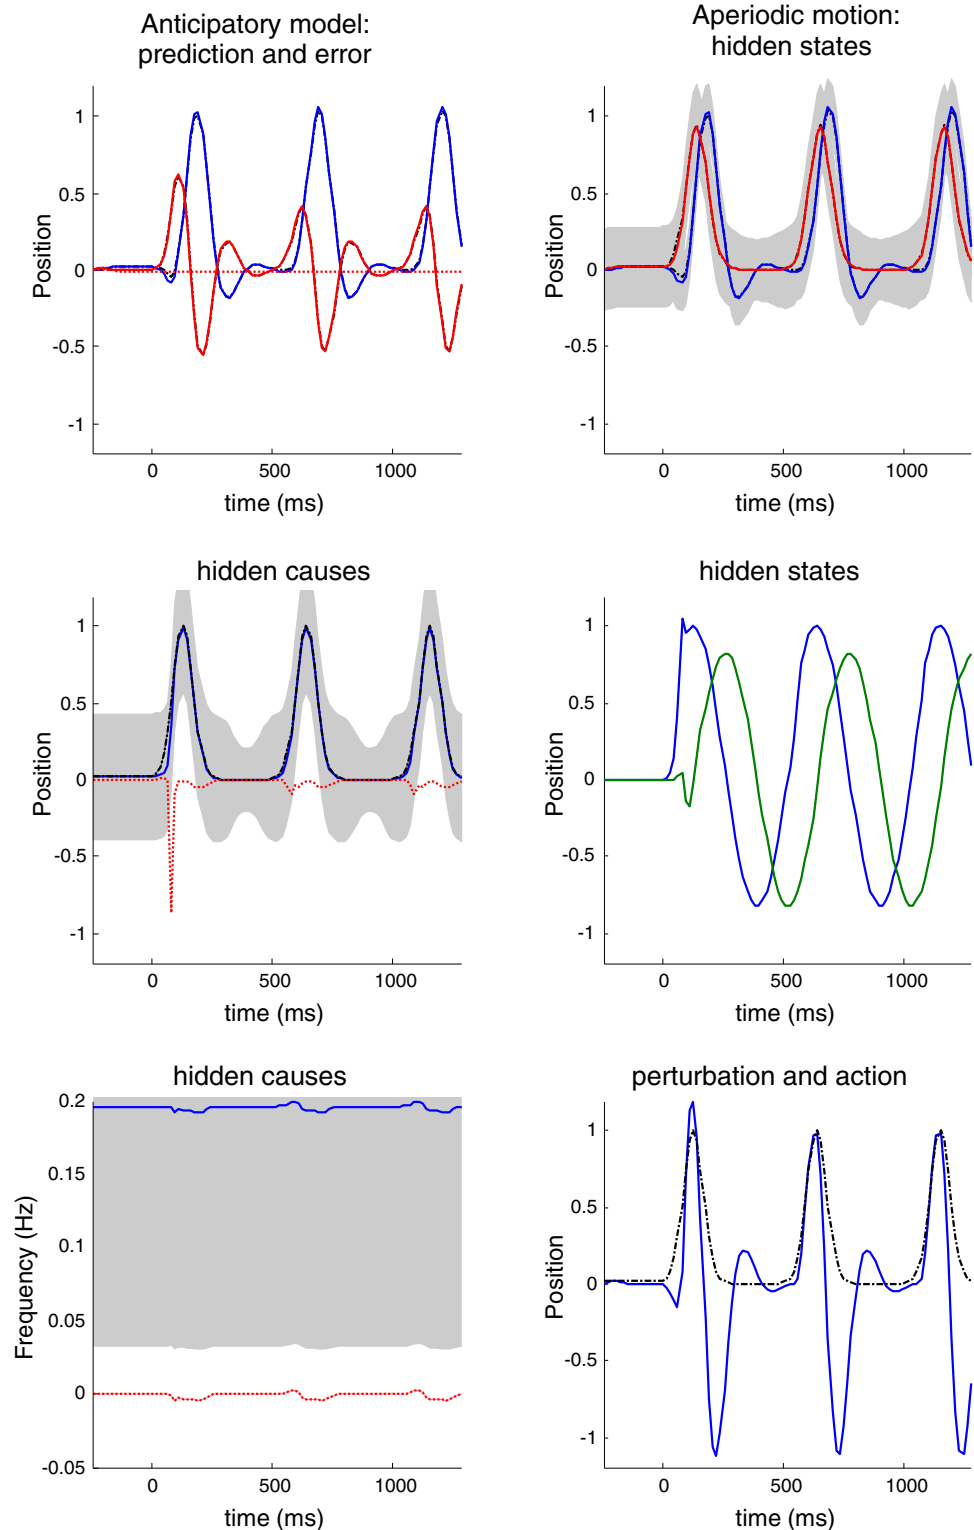 Anticipatory model:
prediction and error
Position
1
0.5
0
-0.5
-1
0 500 1000
time (ms)
Aperiodic motion:
hidden states
Position
1
0.5
0
-0.5
-1
0 500 1000
time (ms)
hidden causes
Position
1
0.5
0
-0.5
-1
0 500 1000
time (ms)
hidden states
1
0.5
0
-0.5
-1
0 500 1000
time (ms)
hidden causes
Frequency (Hz)
0.2
0.15
0.1
0.05
0
-0.05
0 500 1000
time (ms)
perturbation and action
Position
1
0.5
0
-0.5
-1
0 500 1000
time (ms)